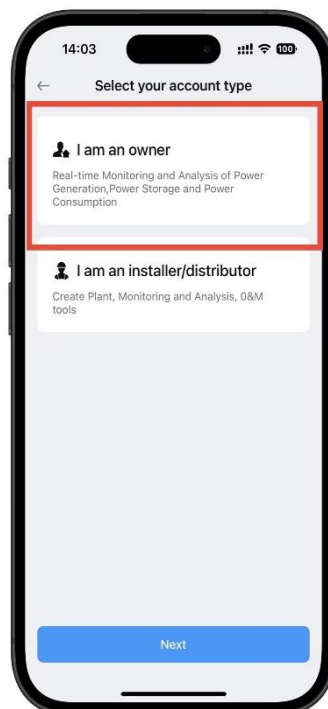 14:03
100
Select your account type
I am an owner
Real-time Monitoring and Analysis of Power
Generation,Power Storage and Power
Consumption
I am an installer/distributor
Create Plant, Monitoring and Analysis, 0&M
tools
Next